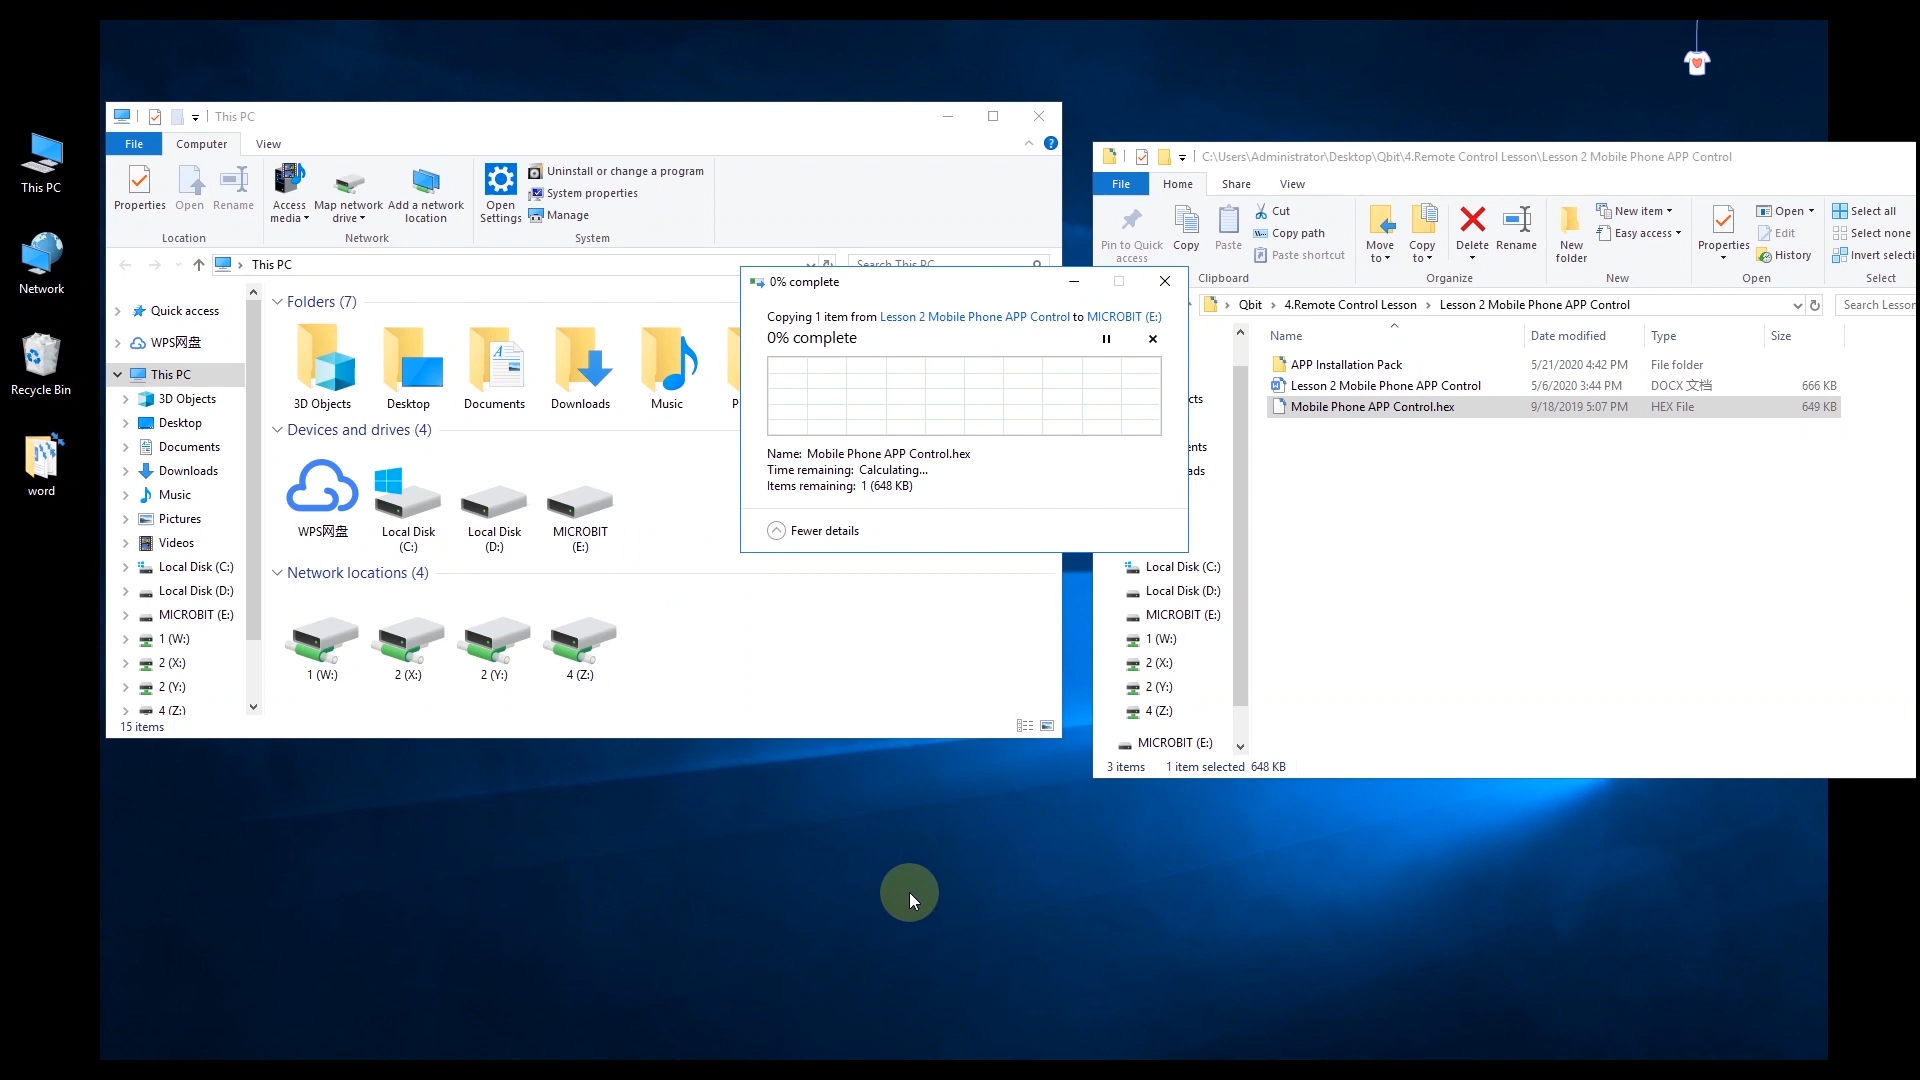 This PC
Network
Recycle Bin
word
This PC
File
Computer
View
Properties
Open
Rename
Access media
Map network drive
Add a network location
Open Settings
Uninstall or change a program
System properties
Manage
Location
Network
System
This PC
Search This PC
Quick access
WPS网盘
This PC
3D Objects
Desktop
Documents
Downloads
Music
Pictures
Videos
Local Disk (C:)
Local Disk (D:)
MICROBIT (E:)
1 (W:)
2 (X:)
2 (Y:)
4 (Z:)
Folders (7)
3D Objects
Desktop
Documents
Downloads
Music
P
Devices and drives (4)
WPS网盘
Local Disk (C:)
Local Disk (D:)
MICROBIT (E:)
Network locations (4)
1 (W:)
2 (X:)
2 (Y:)
4 (Z:)
15 items
0% complete
Copying 1 item from Lesson 2 Mobile Phone APP Control to MICROBIT (E:)
0% complete
Name: Mobile Phone APP Control.hex
Time remaining: Calculating...
Items remaining: 1 (648 KB)
Fewer details
C:\Users\Administrator\Desktop\Qbit\4.Remote Control Lesson\Lesson 2 Mobile Phone APP Control
File
Home
Share
View
Pin to Quick access
Copy
Paste
Cut
Copy path
Paste shortcut
Move to
Copy to
Delete
Rename
New folder
New item
Easy access
Properties
Open
Edit
History
Select all
Select none
Invert selecti
Clipboard
Organize
New
Open
Select
Qbit
4.Remote Control Lesson
Lesson 2 Mobile Phone APP Control
Search Lesson
Name
Date modified
Type
Size
APP Installation Pack 5/21/2020 4:42 PM File folder
Lesson 2 Mobile Phone APP Control 5/6/2020 3:44 PM DOCX 文档 666 KB
Mobile Phone APP Control.hex 9/18/2019 5:07 PM HEX File 649 KB
cts
ents
ads
Local Disk (C:)
Local Disk (D:)
MICROBIT (E:)
1 (W:)
2 (X:)
2 (Y:)
4 (Z:)
MICROBIT (E:)
3 items
1 item selected 648 KB